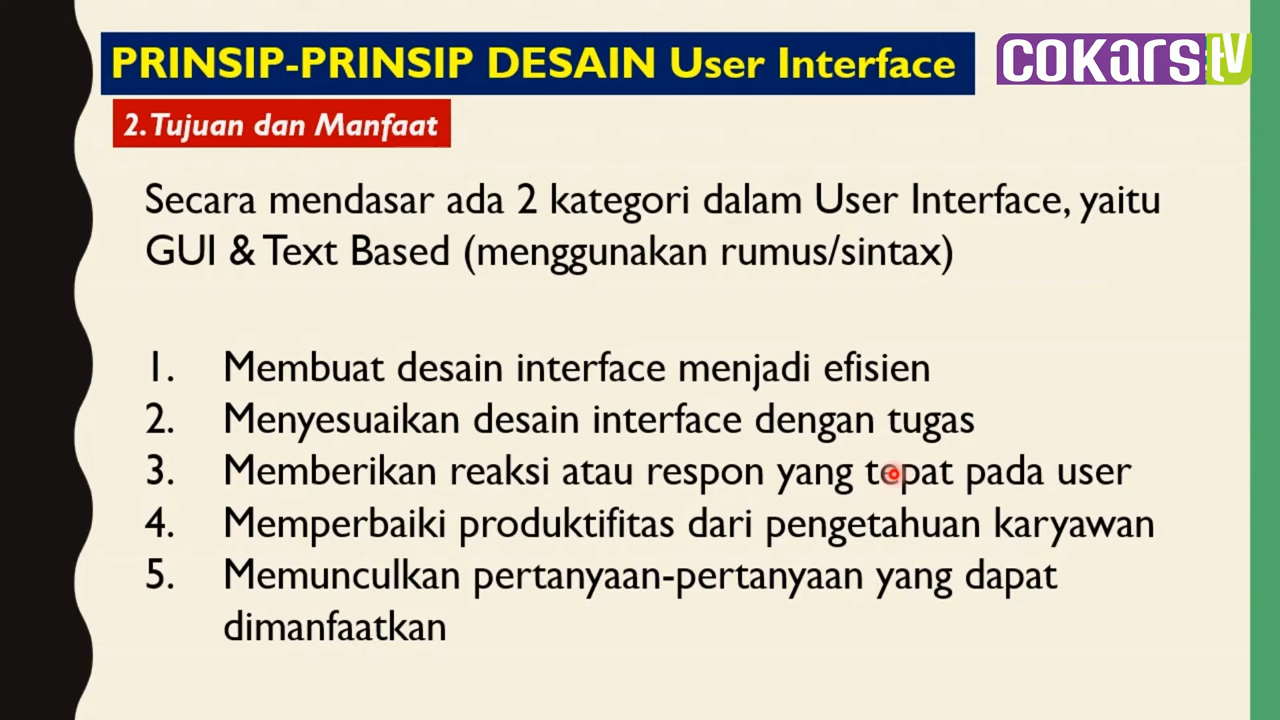 PRINSIP-PRINSIP DESAIN User Interface
cokarstv
2. Tujuan dan Manfaat
Secara mendasar ada 2 kategori dalam User Interface, yaitu
GUI & Text Based (menggunakan rumus/sintax)
1. Membuat desain interface menjadi efisien
2. Menyesuaikan desain interface dengan tugas
3. Memberikan reaksi atau respon yang tepat pada user
4. Memperbaiki produktifitas dari pengetahuan karyawan
5. Memunculkan pertanyaan-pertanyaan yang dapat
dimanfaatkan